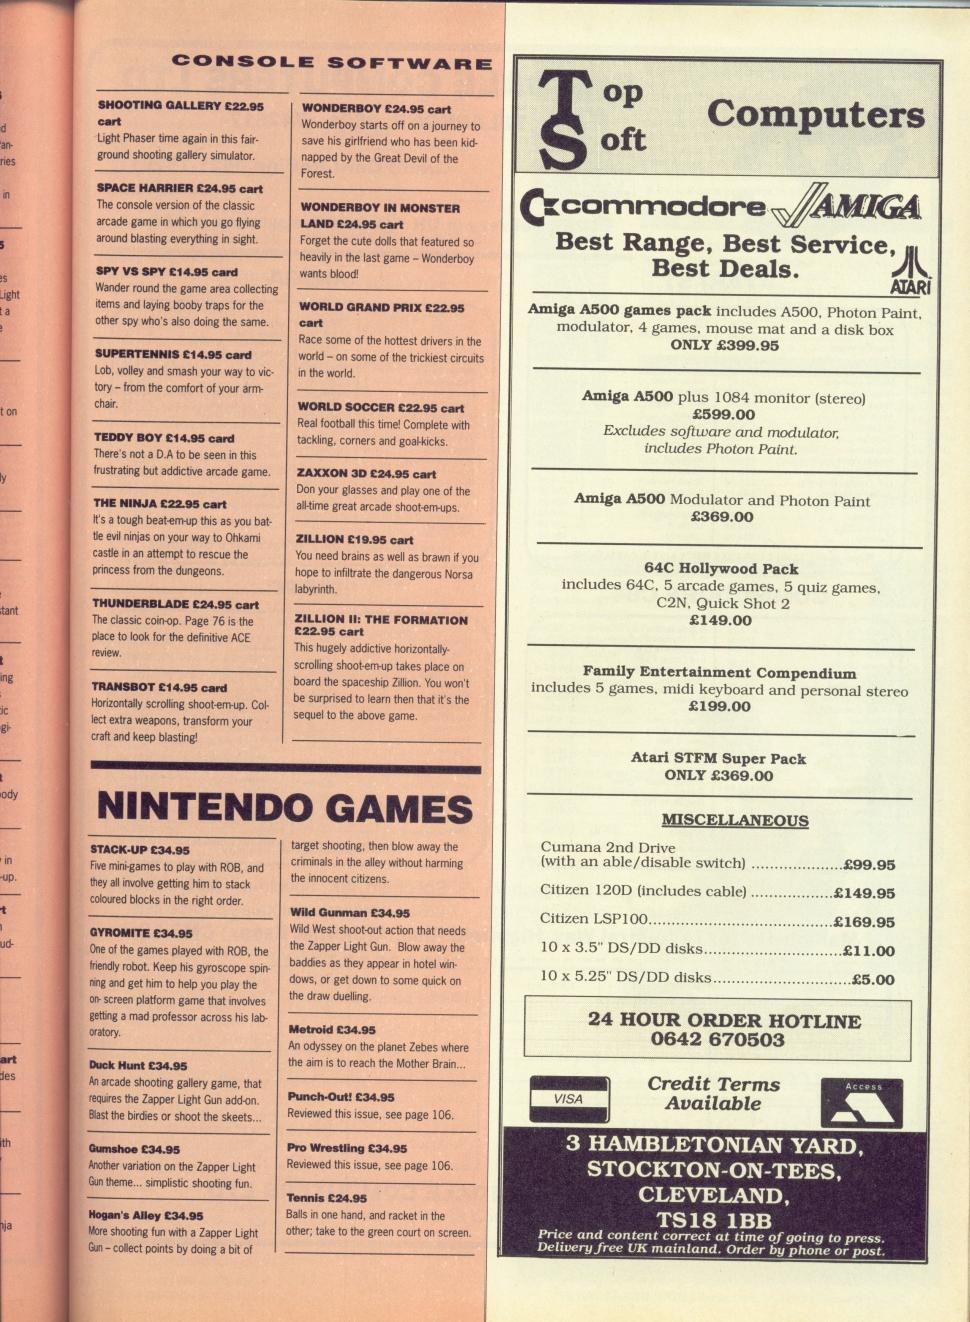 CONSOLE SOFTWARE
SHOOTING GALLERY £22.95
cart
Light Phaser time again in this fair-
ground shooting gallery simulator.
SPACE HARRIER £24.95 cart
The console version of the classic
arcade game in which you go flying
around blasting everything in sight.
SPY VS SPY £14.95 card
Wander round the game area collecting
items and laying booby traps for the
other spy who's also doing the same.
SUPERTENNIS £14.95 card
Lob, volley and smash your way to vic-
tory – from the comfort of your arm-
chair.
TEDDY BOY £14.95 card
There's not a D.A to be seen in this
frustrating but addictive arcade game.
THE NINJA £22.95 cart
It's a tough beat-em-up this as you bat-
tle evil ninjas on your way to Ohkami
castle in an attempt to rescue the
princess from the dungeons.
THUNDERBLADE £24.95 cart
The classic coin-op. Page 76 is the
place to look for the definitive ACE
review.
TRANSBOT £14.95 card
Horizontally scrolling shoot-em-up. Col-
lect extra weapons, transform your
craft and keep blasting!
WONDERBOY £24.95 cart
Wonderboy starts off on a journey to
save his girlfriend who has been kid-
napped by the Great Devil of the
Forest.
WONDERBOY IN MONSTER
LAND £24.95 cart
Forget the cute dolls that featured so
heavily in the last game – Wonderboy
wants blood!
WORLD GRAND PRIX £22.95
cart
Race some of the hottest drivers in the
world – on some of the trickiest circuits
in the world.
WORLD SOCCER £22.95 cart
Real football this time! Complete with
tackling, corners and goal-kicks.
ZAXXON 3D £24.95 cart
Don your glasses and play one of the
all-time great arcade shoot-em-ups.
ZILLION £19.95 cart
You need brains as well as brawn if you
hope to infiltrate the dangerous Norsa
labyrinth.
ZILLION II: THE FORMATION
£22.95 cart
This hugely addictive horizontally-
scrolling shoot-em-up takes place on
board the spaceship Zillion. You won't
be surprised to learn then that it's the
sequel to the above game.
NINTENDO GAMES
STACK-UP £34.95
Five mini-games to play with ROB, and
they all involve getting him to stack
coloured blocks in the right order.
GYROMITE £34.95
One of the games played with ROB, the
friendly robot. Keep his gyroscope spin-
ning and get him to help you play the
on- screen platform game that involves
getting a mad professor across his lab-
oratory.
Duck Hunt £34.95
An arcade shooting gallery game, that
requires the Zapper Light Gun add-on.
Blast the birdies or shoot the skeets...
Gumshoe £34.95
Another variation on the Zapper Light
Gun theme... simplistic shooting fun.
Hogan's Alley £34.95
More shooting fun with a Zapper Light
Gun – collect points by doing a bit of
target shooting, then blow away the
criminals in the alley without harming
the innocent citizens.
Wild Gunman £34.95
Wild West shoot-out action that needs
the Zapper Light Gun. Blow away the
baddies as they appear in hotel win-
dows, or get down to some quick on
the draw duelling.
Metroid £34.95
An odyssey on the planet Zebes where
the aim is to reach the Mother Brain...
Punch-Out! £34.95
Reviewed this issue, see page 106.
Pro Wrestling £34.95
Reviewed this issue, see page 106.
Tennis £24.95
Balls in one hand, and racket in the
other; take to the green court on screen.
Top
Soft
Computers
commodore AMIGA
Best Range, Best Service,
Best Deals.
ATARI
Amiga A500 games pack includes A500, Photon Paint,
modulator, 4 games, mouse mat and a disk box
ONLY £399.95
Amiga A500 plus 1084 monitor (stereo)
£599.00
Excludes software and modulator,
includes Photon Paint.
Amiga A500 Modulator and Photon Paint
£369.00
64C Hollywood Pack
includes 64C, 5 arcade games, 5 quiz games,
C2N, Quick Shot 2
£149.00
Family Entertainment Compendium
includes 5 games, midi keyboard and personal stereo
£199.00
Atari STFM Super Pack
ONLY £369.00
MISCELLANEOUS
Cumana 2nd Drive
(with an able/disable switch) ....................£99.95
Citizen 120D (includes cable) ..................£149.95
Citizen LSP100........................................£169.95
10 x 3.5" DS/DD disks..............................£11.00
10 x 5.25" DS/DD disks..............................£5.00
24 HOUR ORDER HOTLINE
0642 670503
VISA
Credit Terms
Available
Access
3 HAMBLETONIAN YARD,
STOCKTON-ON-TEES,
CLEVELAND,
TS18 1BB
Price and content correct at time of going to press.
Delivery free UK mainland. Order by phone or post.